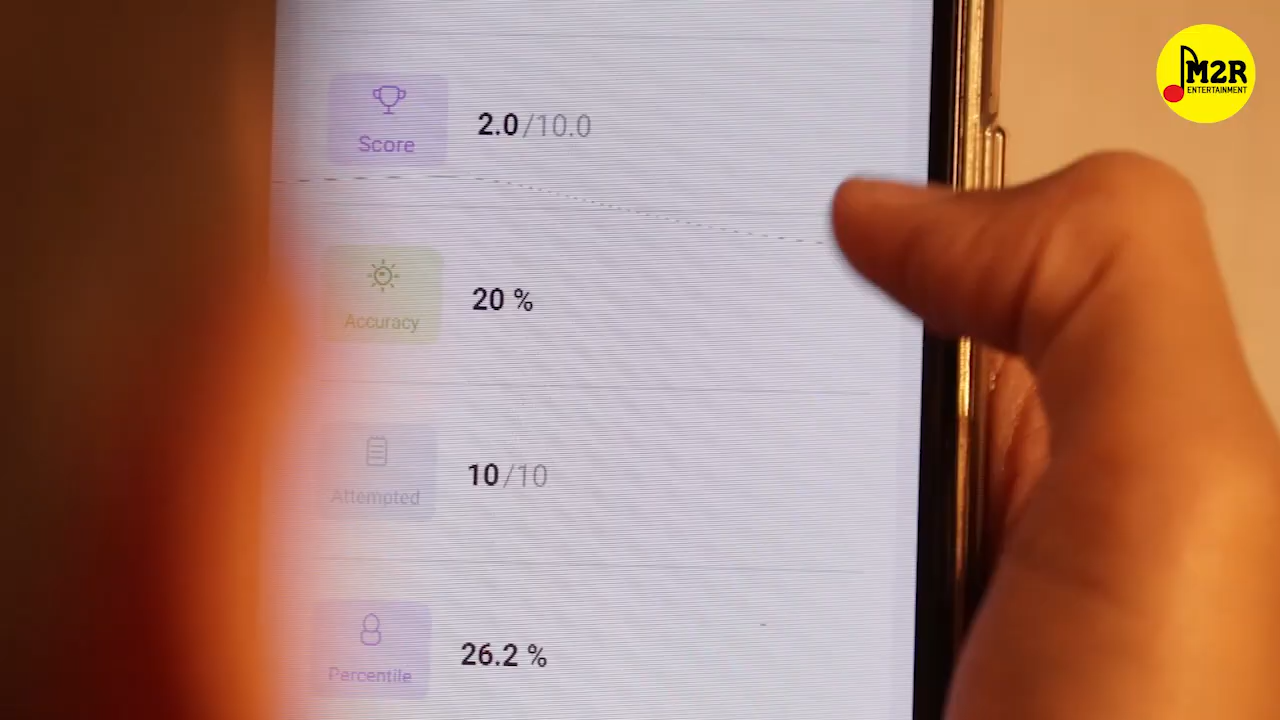 M2R
ENTERTAINMENT
Score
2.0/10.0
Accuracy
20 %
Attempted
10/10
Percentile
26.2 %